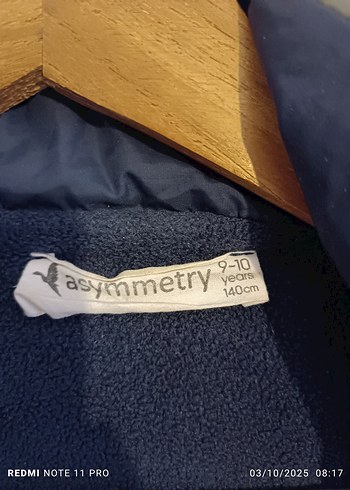 asymmetry
9-10
years
140cm
REDMI NOTE 11 PRO
03/10/2025 08:17